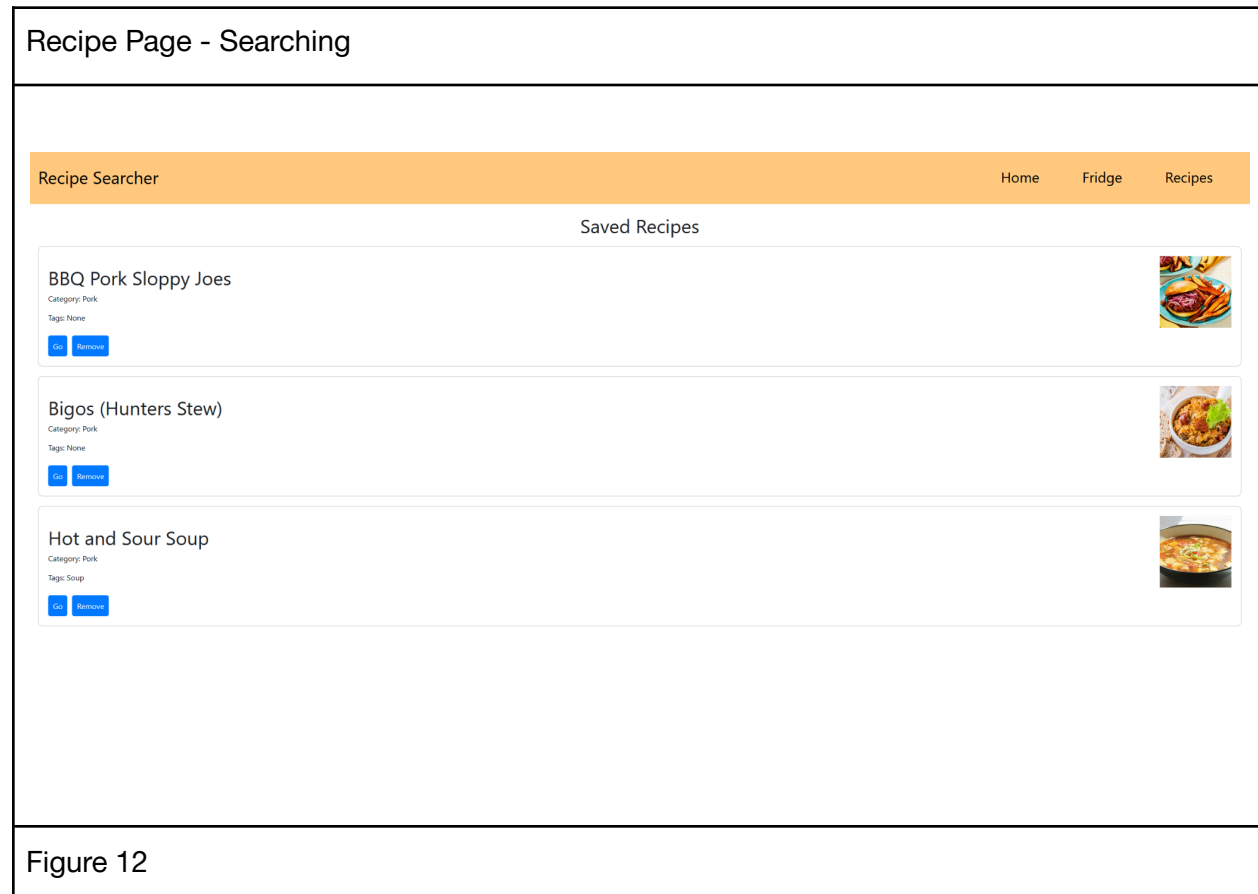 Recipe Page - Searching
Recipe Searcher Home Fridge Recipes
Saved Recipes
BBQ Pork Sloppy Joes
Category: Pork
Tags: None
Go Remove
Bigos (Hunters Stew)
Category: Pork
Tags: None
Go Remove
Hot and Sour Soup
Category: Pork
Tags: Soup
Go Remove
Figure 12